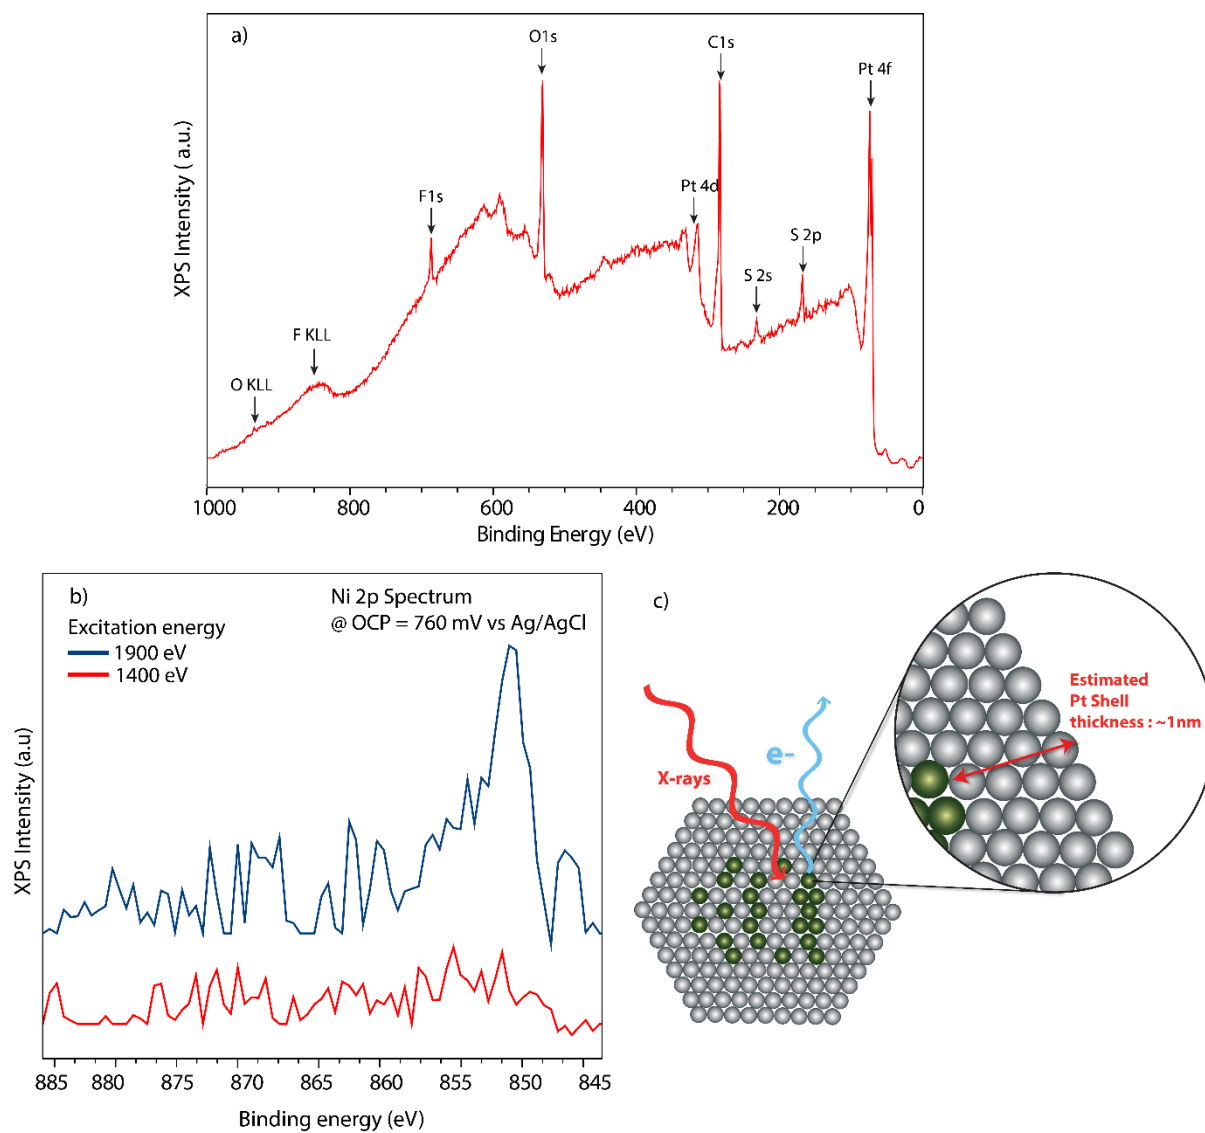 a)
O1s
C1s
Pt 4f
F1s
Pt 4d
S 2p
S 2s
F KLL
O KLL
XPS Intensity ( a.u.)
1000
800
600
400
200
0
Binding Energy (eV)
b)
Ni 2p Spectrum
@ OCP = 760 mV vs Ag/AgCl
Excitation energy
1900 eV
1400 eV
XPS Intensity (a.u)
885
880
875
870
865
860
855
850
845
Binding energy (eV)
c)
Estimated
Pt Shell
thickness : ~1nm
X-rays
e-